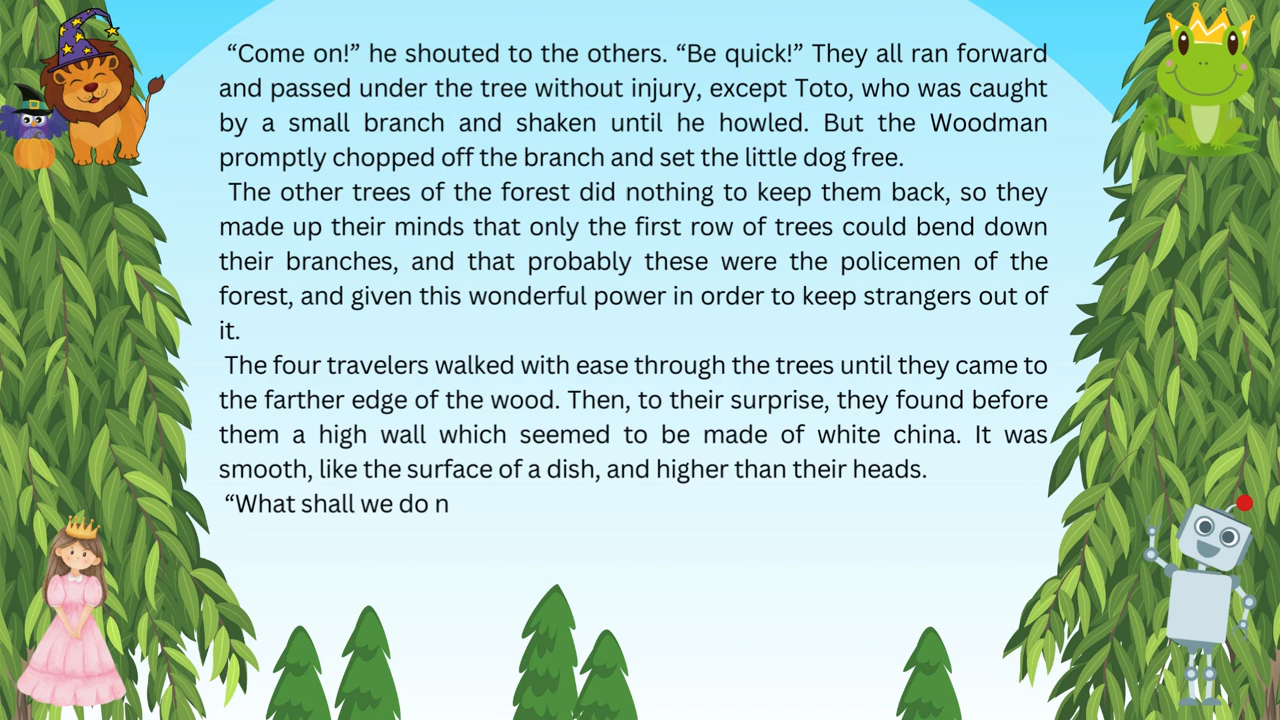 “Come on!” he shouted to the others. “Be quick!” They all ran forward
and passed under the tree without injury, except Toto, who was caught
by a small branch and shaken until he howled. But the Woodman
promptly chopped off the branch and set the little dog free.
The other trees of the forest did nothing to keep them back, so they
made up their minds that only the first row of trees could bend down
their branches, and that probably these were the policemen of the
forest, and given this wonderful power in order to keep strangers out of
it.
The four travelers walked with ease through the trees until they came to
the farther edge of the wood. Then, to their surprise, they found before
them a high wall which seemed to be made of white china. It was
smooth, like the surface of a dish, and higher than their heads.
“What shall we do n